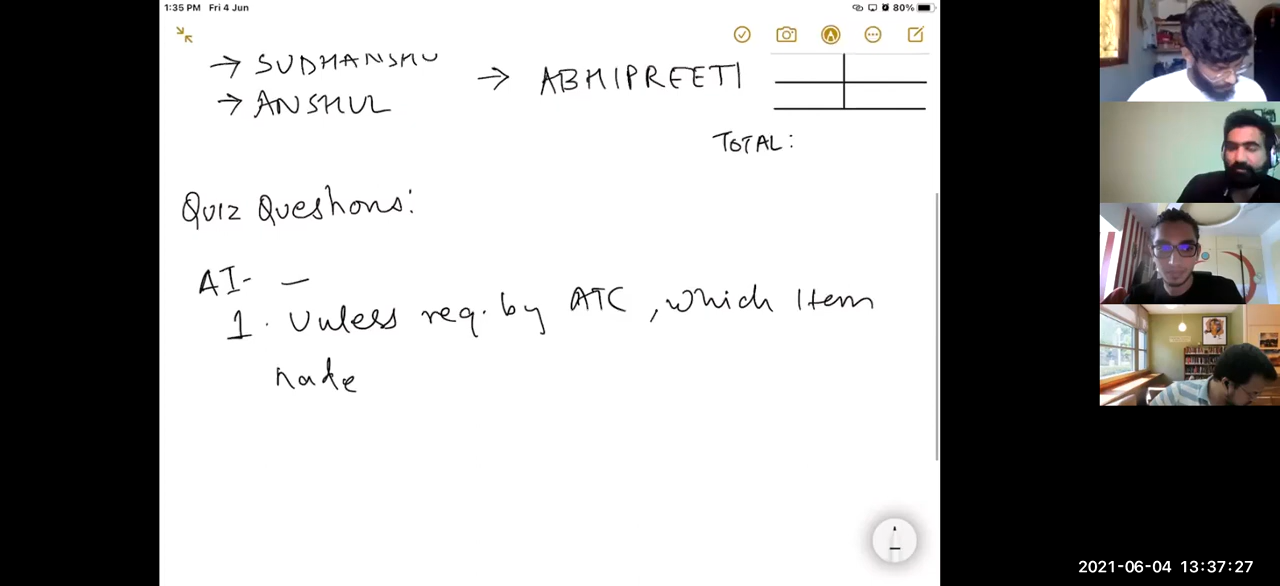 1:35 PM Fri 4 Jun
80%
→ SUDHANSHU
→ ABHIPREETI
→ ANSHUL
TOTAL:
Quiz Questions:
AI- —
1. Unless req. by ATC, which item
nate
2021-06-04 13:37:27